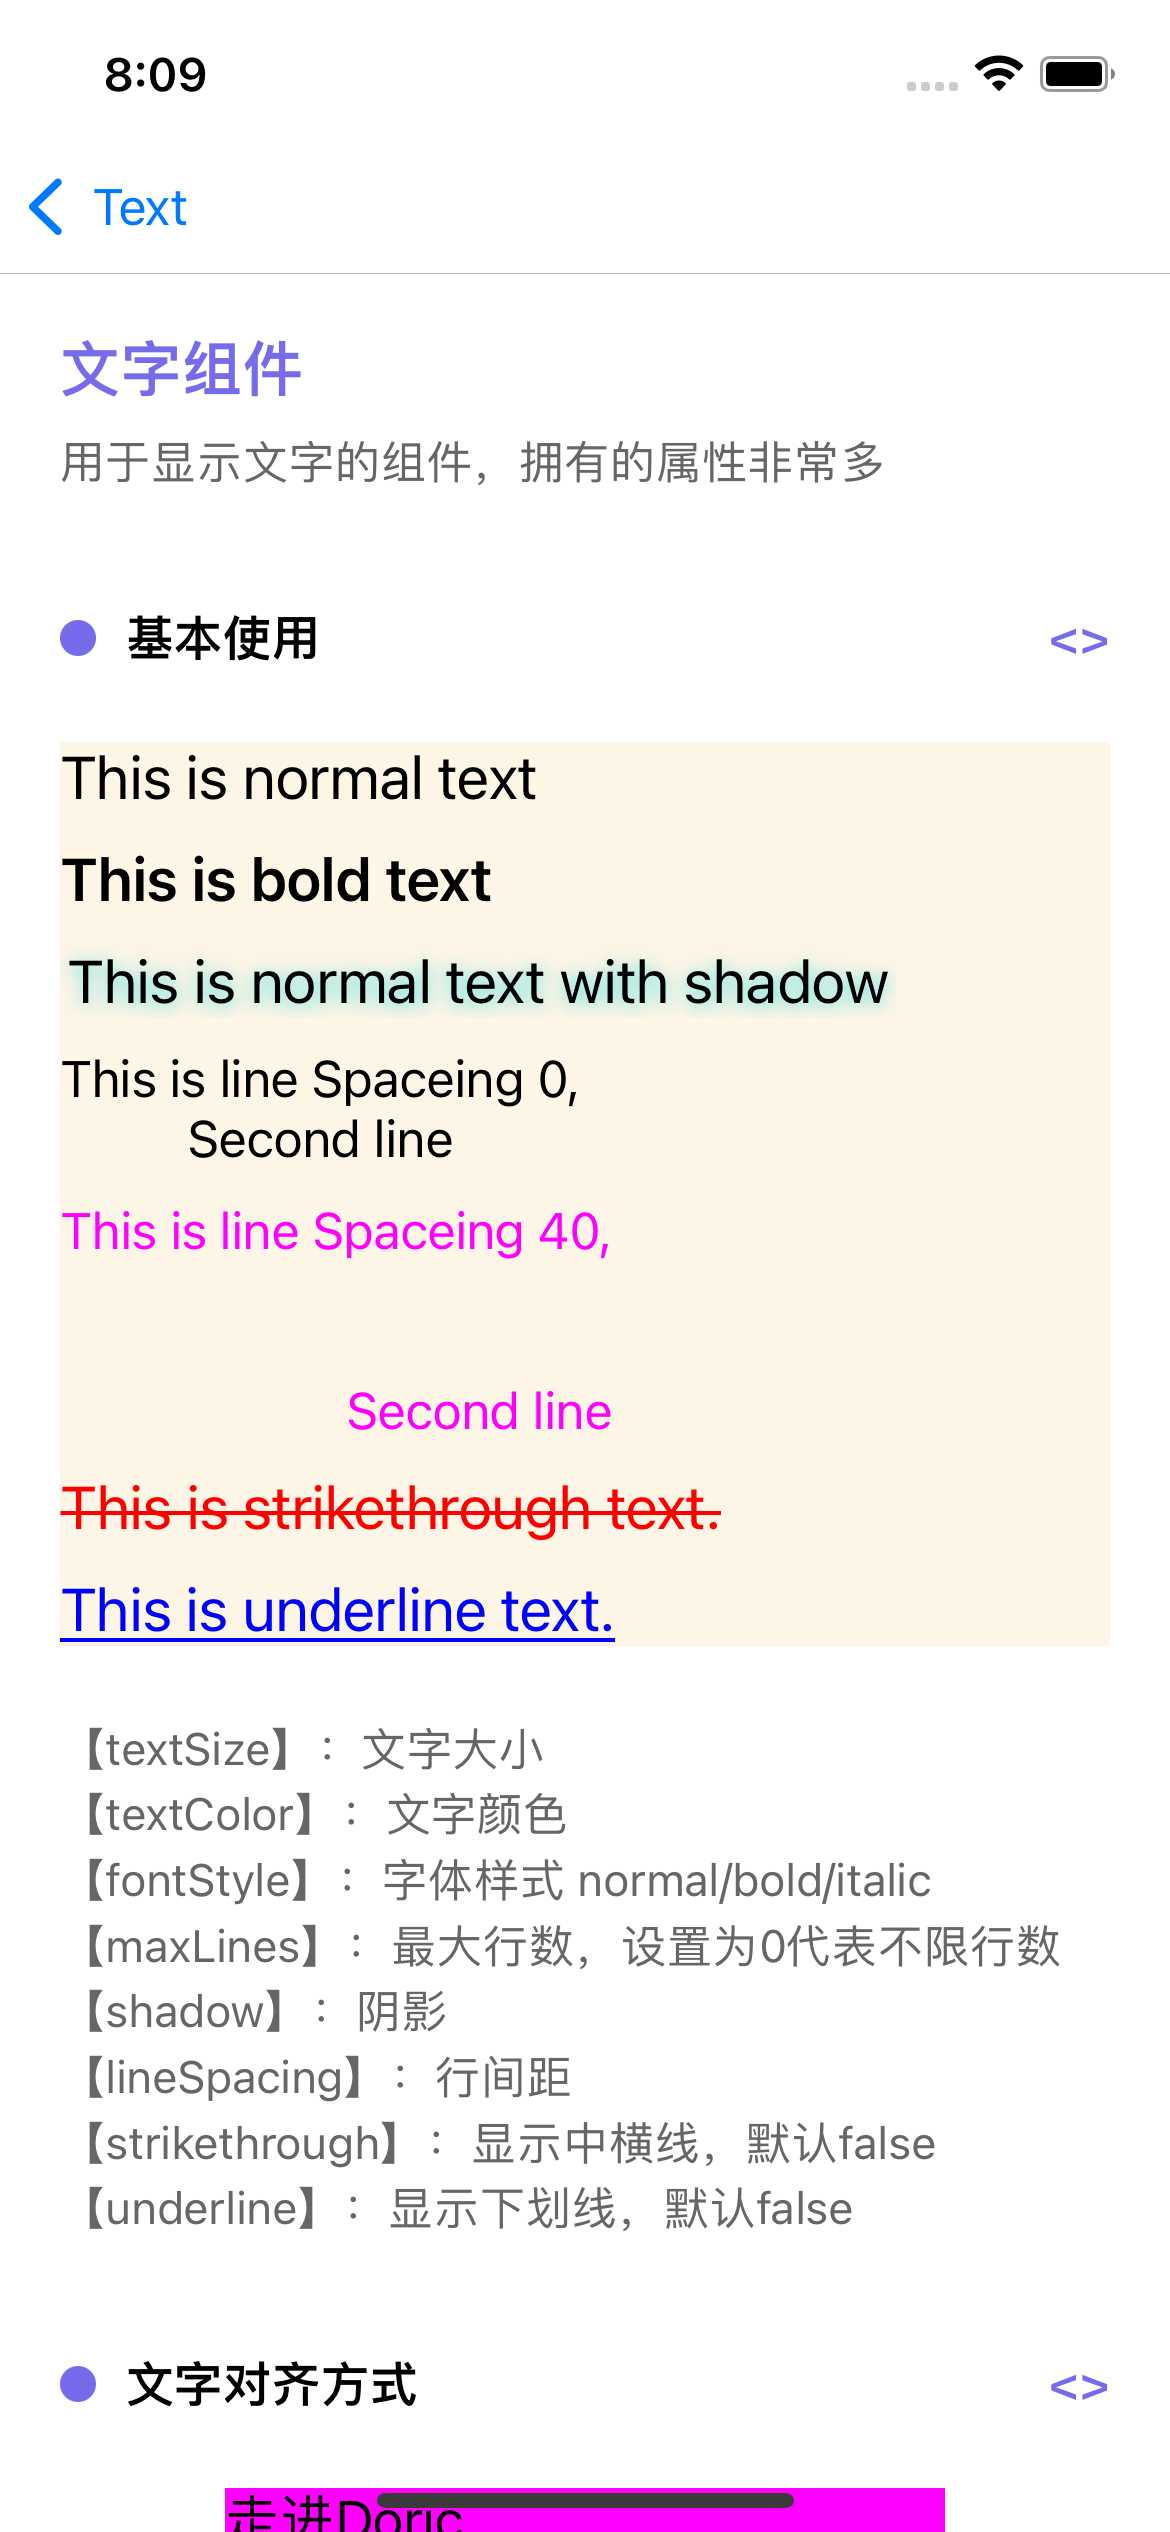 8:09
Text
文字组件
用于显示文字的组件，拥有的属性非常多
基本使用
<>
This is normal text
This is bold text
This is normal text with shadow
This is line Spaceing 0,
Second line
This is line Spaceing 40,
Second line
This is strikethrough text.
This is underline text.
【textSize】：文字大小
【textColor】：文字颜色
【fontStyle】：字体样式 normal/bold/italic
【maxLines】：最大行数，设置为0代表不限行数
【shadow】：阴影
【lineSpacing】：行间距
【strikethrough】：显示中横线，默认false
【underline】：显示下划线，默认false
文字对齐方式
<>
走进Doric